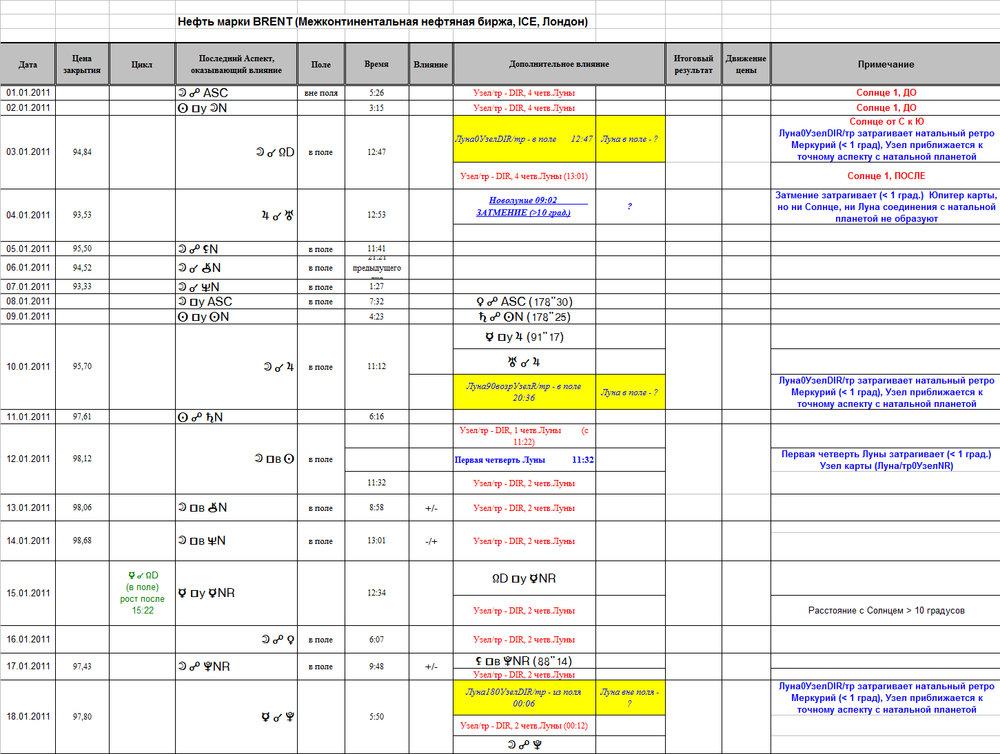 Нефть марки BRENT (Межконтинентальная нефтяная биржа, ICE, Лондон)
Дата
Цена
закрытия
Цикл
Последний Аспект,
оказывающий влияние
Поле
Время
Влияние
Дополнительное влияние
Итоговый
результат
Движение
цены
Примечание
01.01.2011 ☽ ☍ ASC вне поля 5:26 Узел/тр - DIR, 4 четв.Луны Солнце 1, ДО
02.01.2011 ☉ □у ☽N 3:15 Узел/тр - DIR, 4 четв.Луны Солнце 1, ДО
03.01.2011 94,84 ☽ ☌ ☊D в поле 12:47
Луна0УзелDIR/тр - в поле 12:47 Луна в поле - ?
Узел/тр - DIR, 4 четв.Луны (13:01)
Солнце от С к Ю
Луна0УзелDIR/тр затрагивает натальный ретро
Меркурий (< 1 град), Узел приближается к
точному аспекту с натальной планетой
Солнце 1, ПОСЛЕ
04.01.2011 93,53 ♃ ☌ ♅ 12:53
Новолуние 09:02
ЗАТМЕНИЕ (>10 град.)
?
Затмение затрагивает (< 1 град.) Юпитер карты,
но ни Солнце, ни Луна соединения с натальной
планетой не образуют
05.01.2011 95,50 ☽ ☍ ⚸N в поле 11:41
06.01.2011 94,52 ☽ ☌ ⚷N в поле
21:21
предыдущего
дня
07.01.2011 93,33 ☽ ☌ ♆N в поле 1:27
08.01.2011 ☽ □у ASC в поле 7:32 ♀ ☍ ASC (178"30)
09.01.2011 ☉ □у ☉N 4:23 ♄ ☍ ☉N (178"25)
10.01.2011 95,70 ☽ ☌ ♃ в поле 11:12
☿ □у ♃ (91"17)
♅ ☌ ♃
Луна90возрУзелR/тр - в поле
20:36
Луна в поле - ?
Луна0УзелDIR/тр затрагивает натальный ретро
Меркурий (< 1 град), Узел приближается к
точному аспекту с натальной планетой
11.01.2011 97,61 ☉ ☍ ♄N 6:16
12.01.2011 98,12 ☽ □в ☉ в поле
Узел/тр - DIR, 1 четв.Луны (с
11:22)
Первая четверть Луны 11:32
11:32 Узел/тр - DIR, 2 четв.Луны
Первая четверть Луны затрагивает (< 1 град.)
Узел карты (Луна/тр0УзелNR)
13.01.2011 98,06 ☽ □в ⚷N в поле 8:58 +/- Узел/тр - DIR, 2 четв.Луны
14.01.2011 98,68 ☽ □в ♆N в поле 13:01 -/+ Узел/тр - DIR, 2 четв.Луны
15.01.2011
☿ ☌ ☊D
(в поле)
рост после
15:22
☿ □у ☿NR 12:34
☊D □у ☿NR
Узел/тр - DIR, 2 четв.Луны
Расстояние с Солнцем > 10 градусов
16.01.2011 ☽ ☍ ♀ в поле 6:07 Узел/тр - DIR, 2 четв.Луны
17.01.2011 97,43 ☽ ☍ ♇NR в поле 9:48 +/-
⚸ □в ♇NR (88"14)
Узел/тр - DIR, 2 четв.Луны
18.01.2011 97,80 ☿ ☌ ♇ 5:50
Луна180УзелDIR/тр - из поля
00:06
Луна вне поля -
?
Узел/тр - DIR, 2 четв.Луны (00:12)
☽ ☍ ♇
Луна0УзелDIR/тр затрагивает натальный ретро
Меркурий (< 1 град), Узел приближается к
точному аспекту с натальной планетой